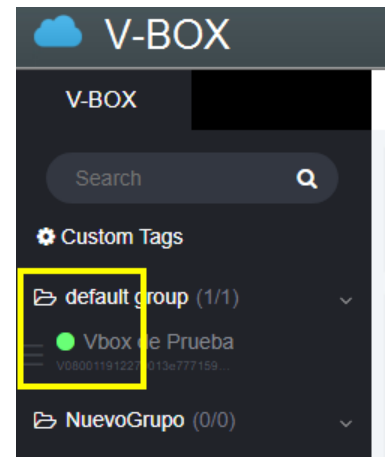 V-BOX
V-BOX
Search
Custom Tags
default group (1/1)
Vbox de Prueba
NuevoGrupo (0/0)